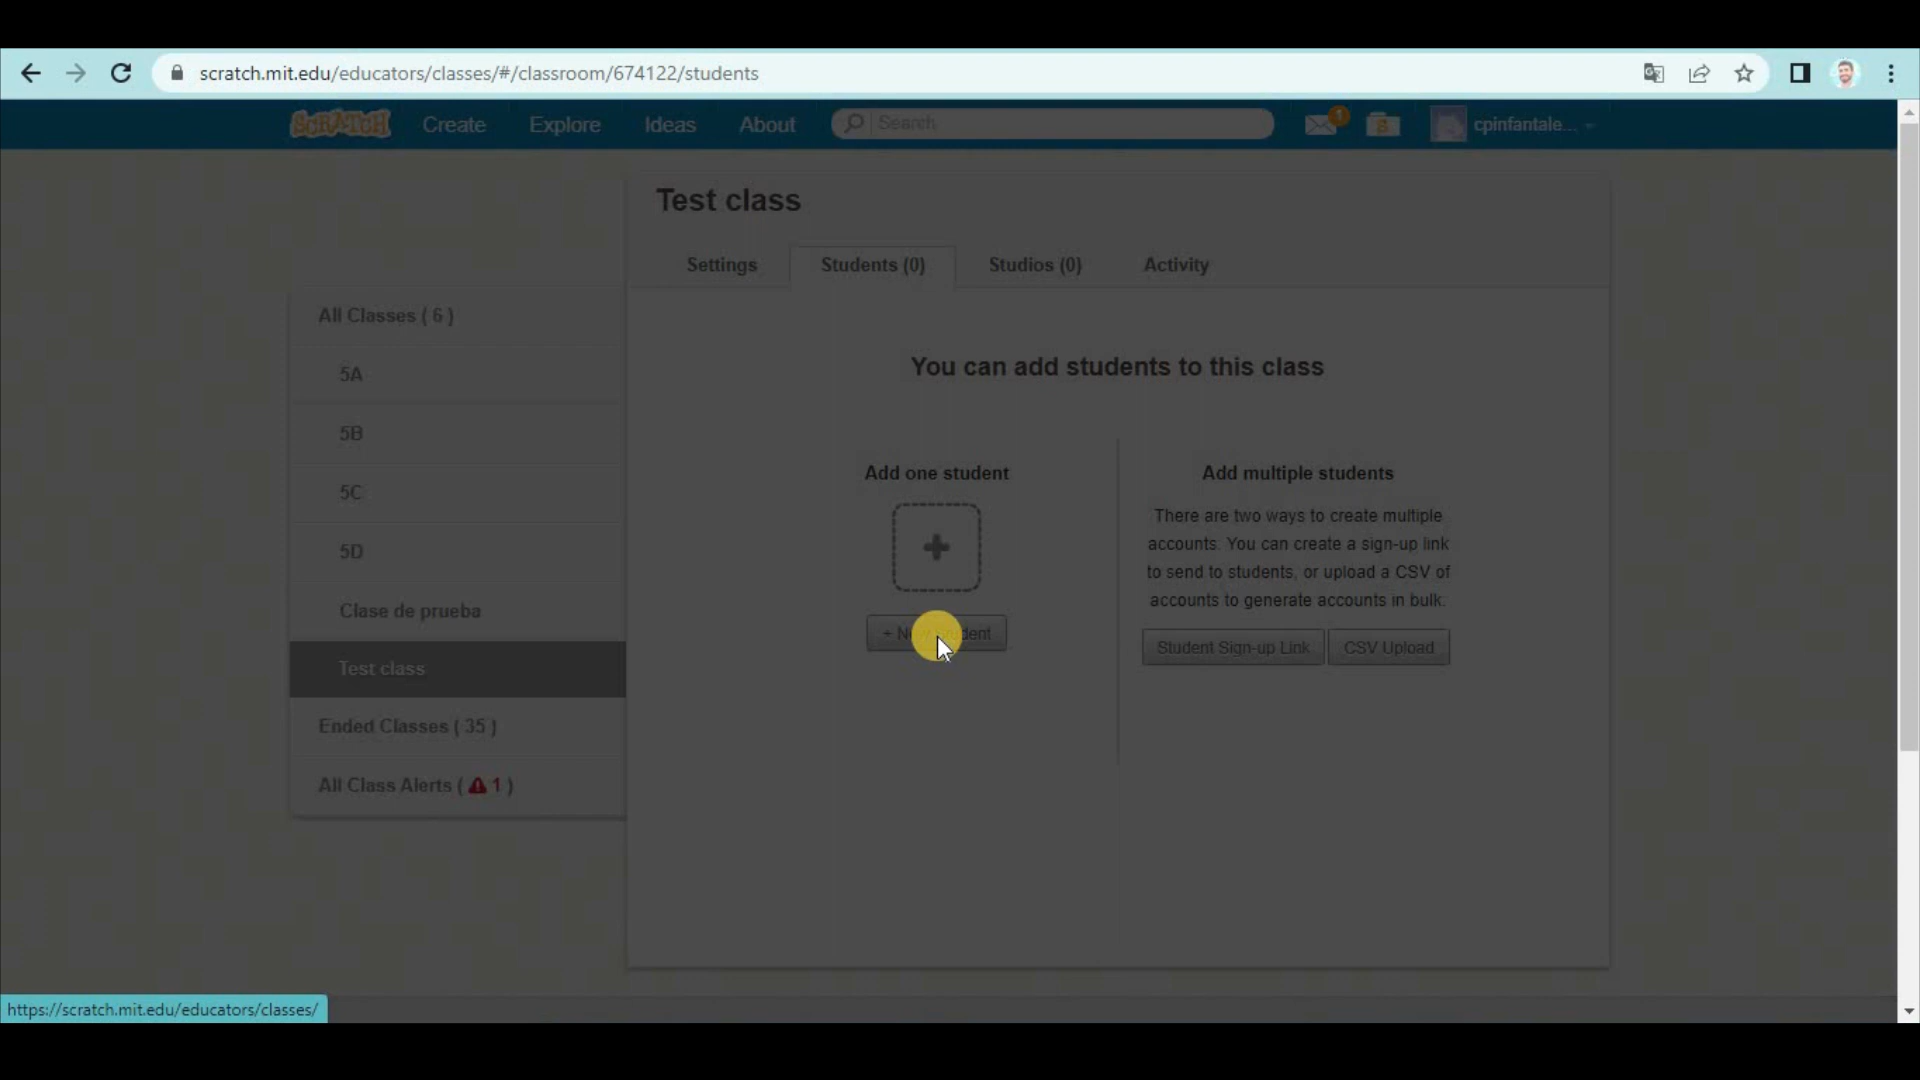 scratch.mit.edu/educators/classes/#/classroom/674122/students
SCRATCH Create Explore Ideas About Search 1 cpinfantale...
Test class
Settings Students (0) Studios (0) Activity
All Classes ( 6 )
5A
5B
5C
5D
Clase de prueba
Test class
Ended Classes ( 35 )
All Class Alerts ( 1 )
You can add students to this class
Add one student
+ New Student
Add multiple students
There are two ways to create multiple
accounts. You can create a sign-up link
to send to students, or upload a CSV of
accounts to generate accounts in bulk.
Student Sign-up Link CSV Upload
https://scratch.mit.edu/educators/classes/